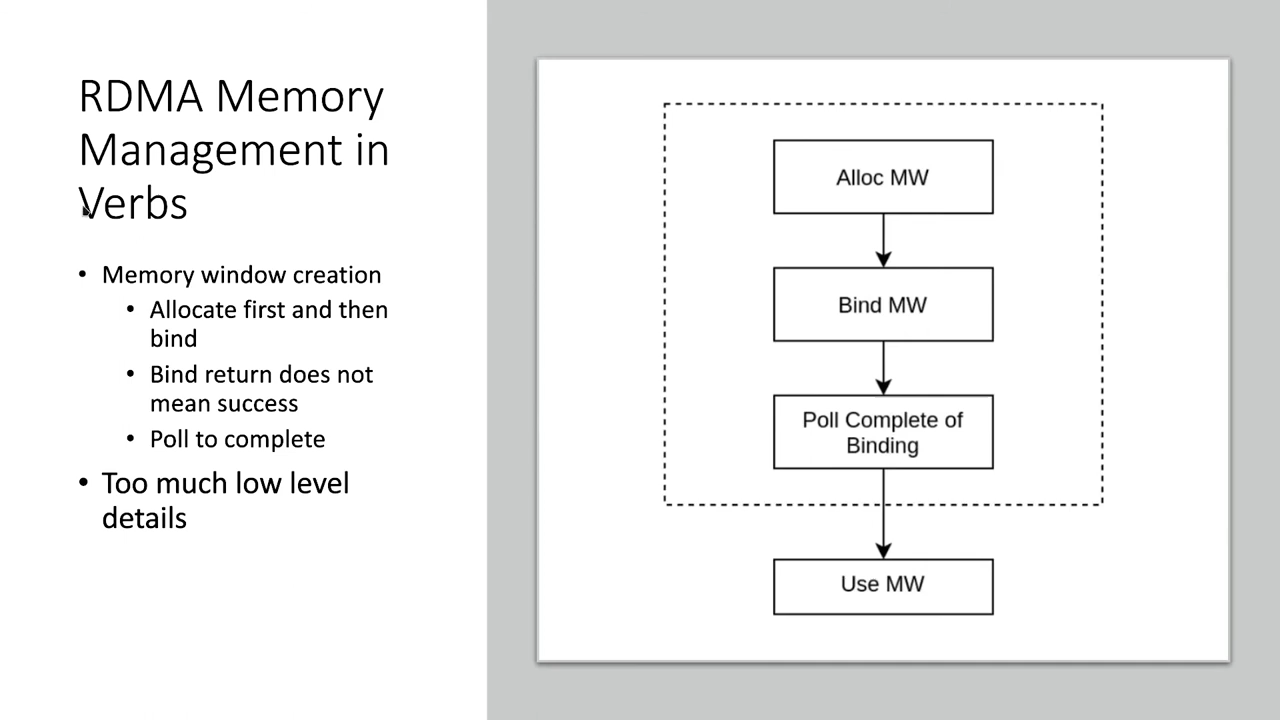 RDMA Memory
Management in
Verbs
• Memory window creation
• Allocate first and then
bind
• Bind return does not
mean success
• Poll to complete
• Too much low level
details
Alloc MW
Bind MW
Poll Complete of
Binding
Use MW